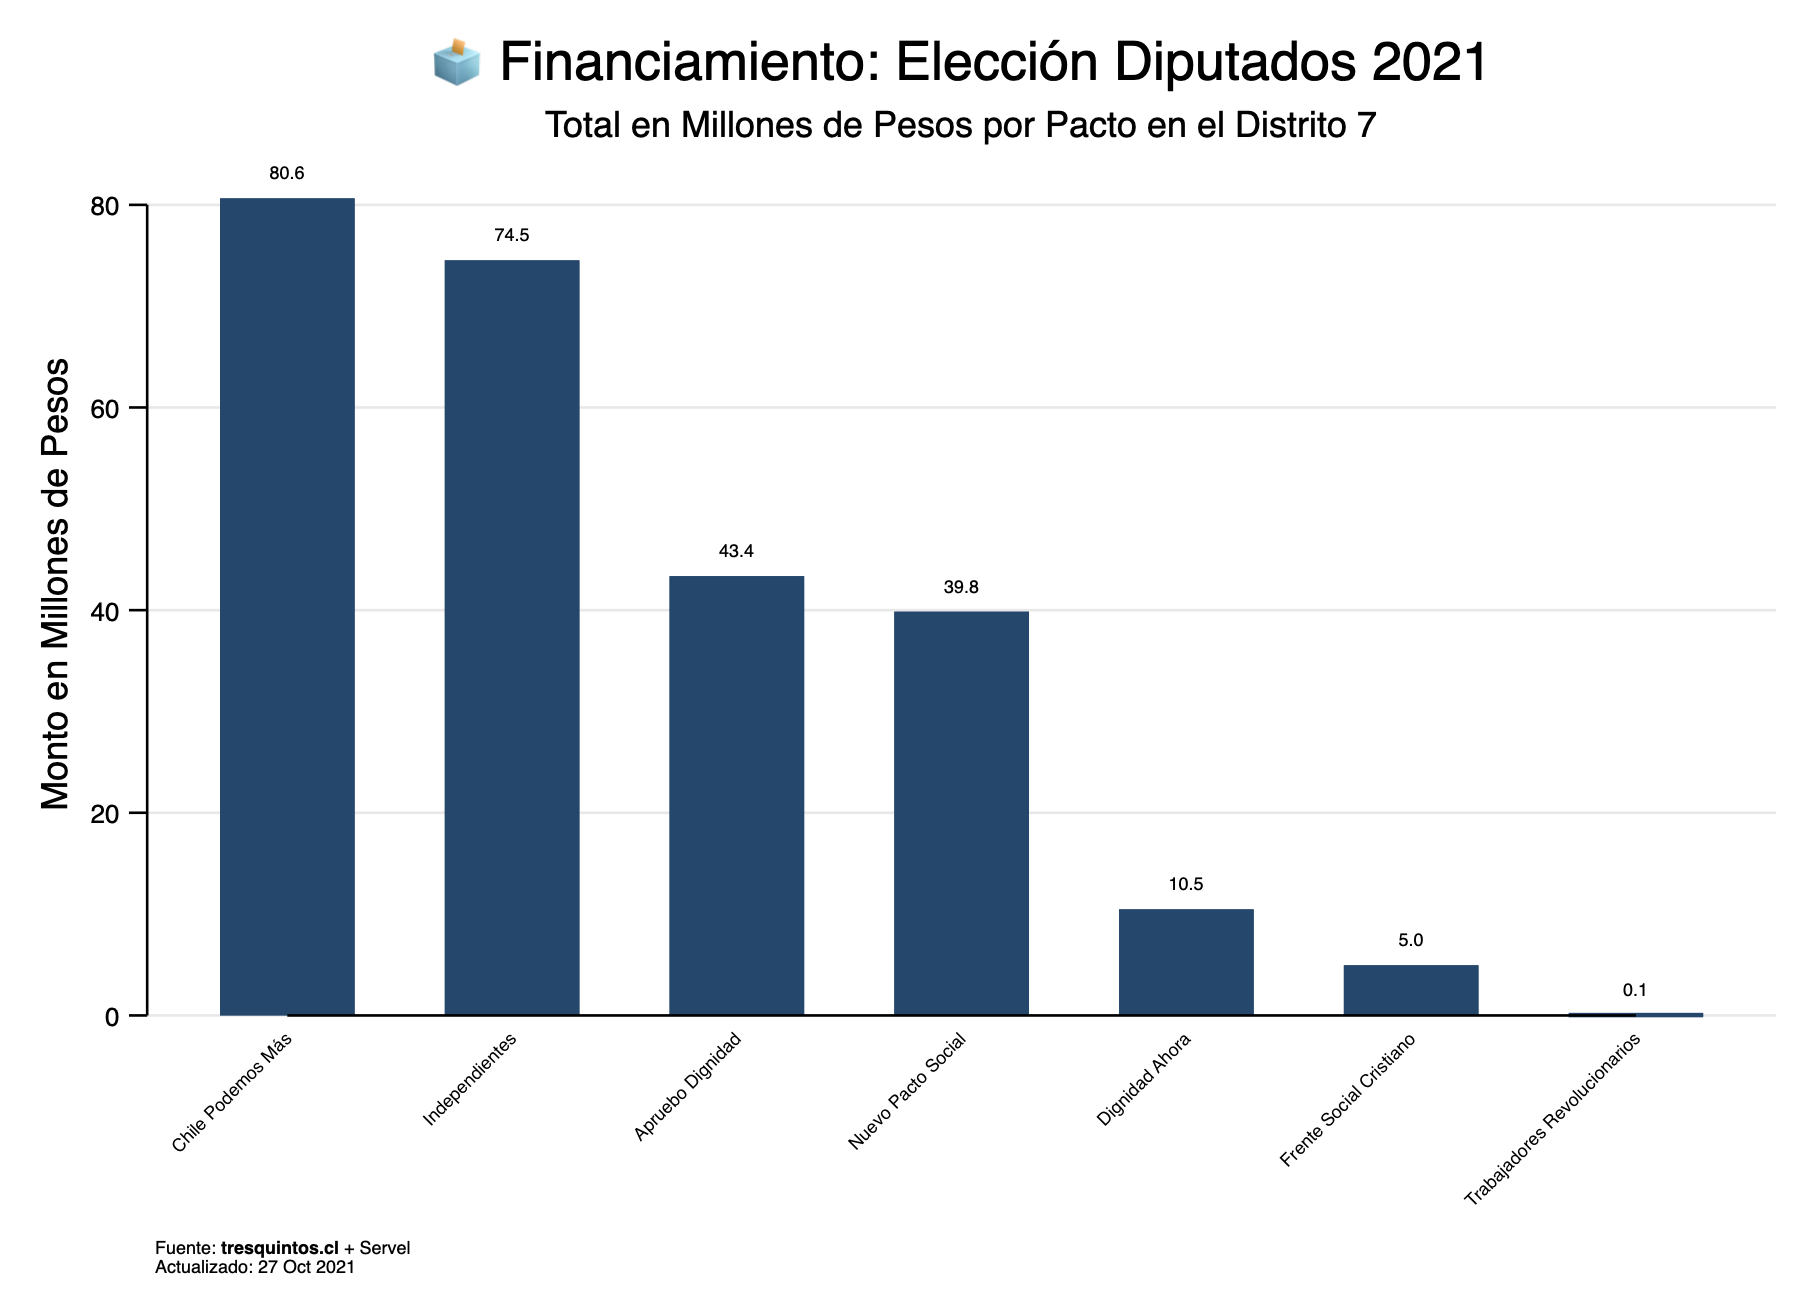 Financiamiento: Elección Diputados 2021
Total en Millones de Pesos por Pacto en el Distrito 7
Monto en Millones de Pesos
80
60
40
20
0
80.6
74.5
43.4
39.8
10.5
5.0
0.1
Chile Podemos Más
Independientes
Apruebo Dignidad
Nuevo Pacto Social
Dignidad Ahora
Frente Social Cristiano
Trabajadores Revolucionarios
Fuente: tresquintos.cl + Servel
Actualizado: 27 Oct 2021